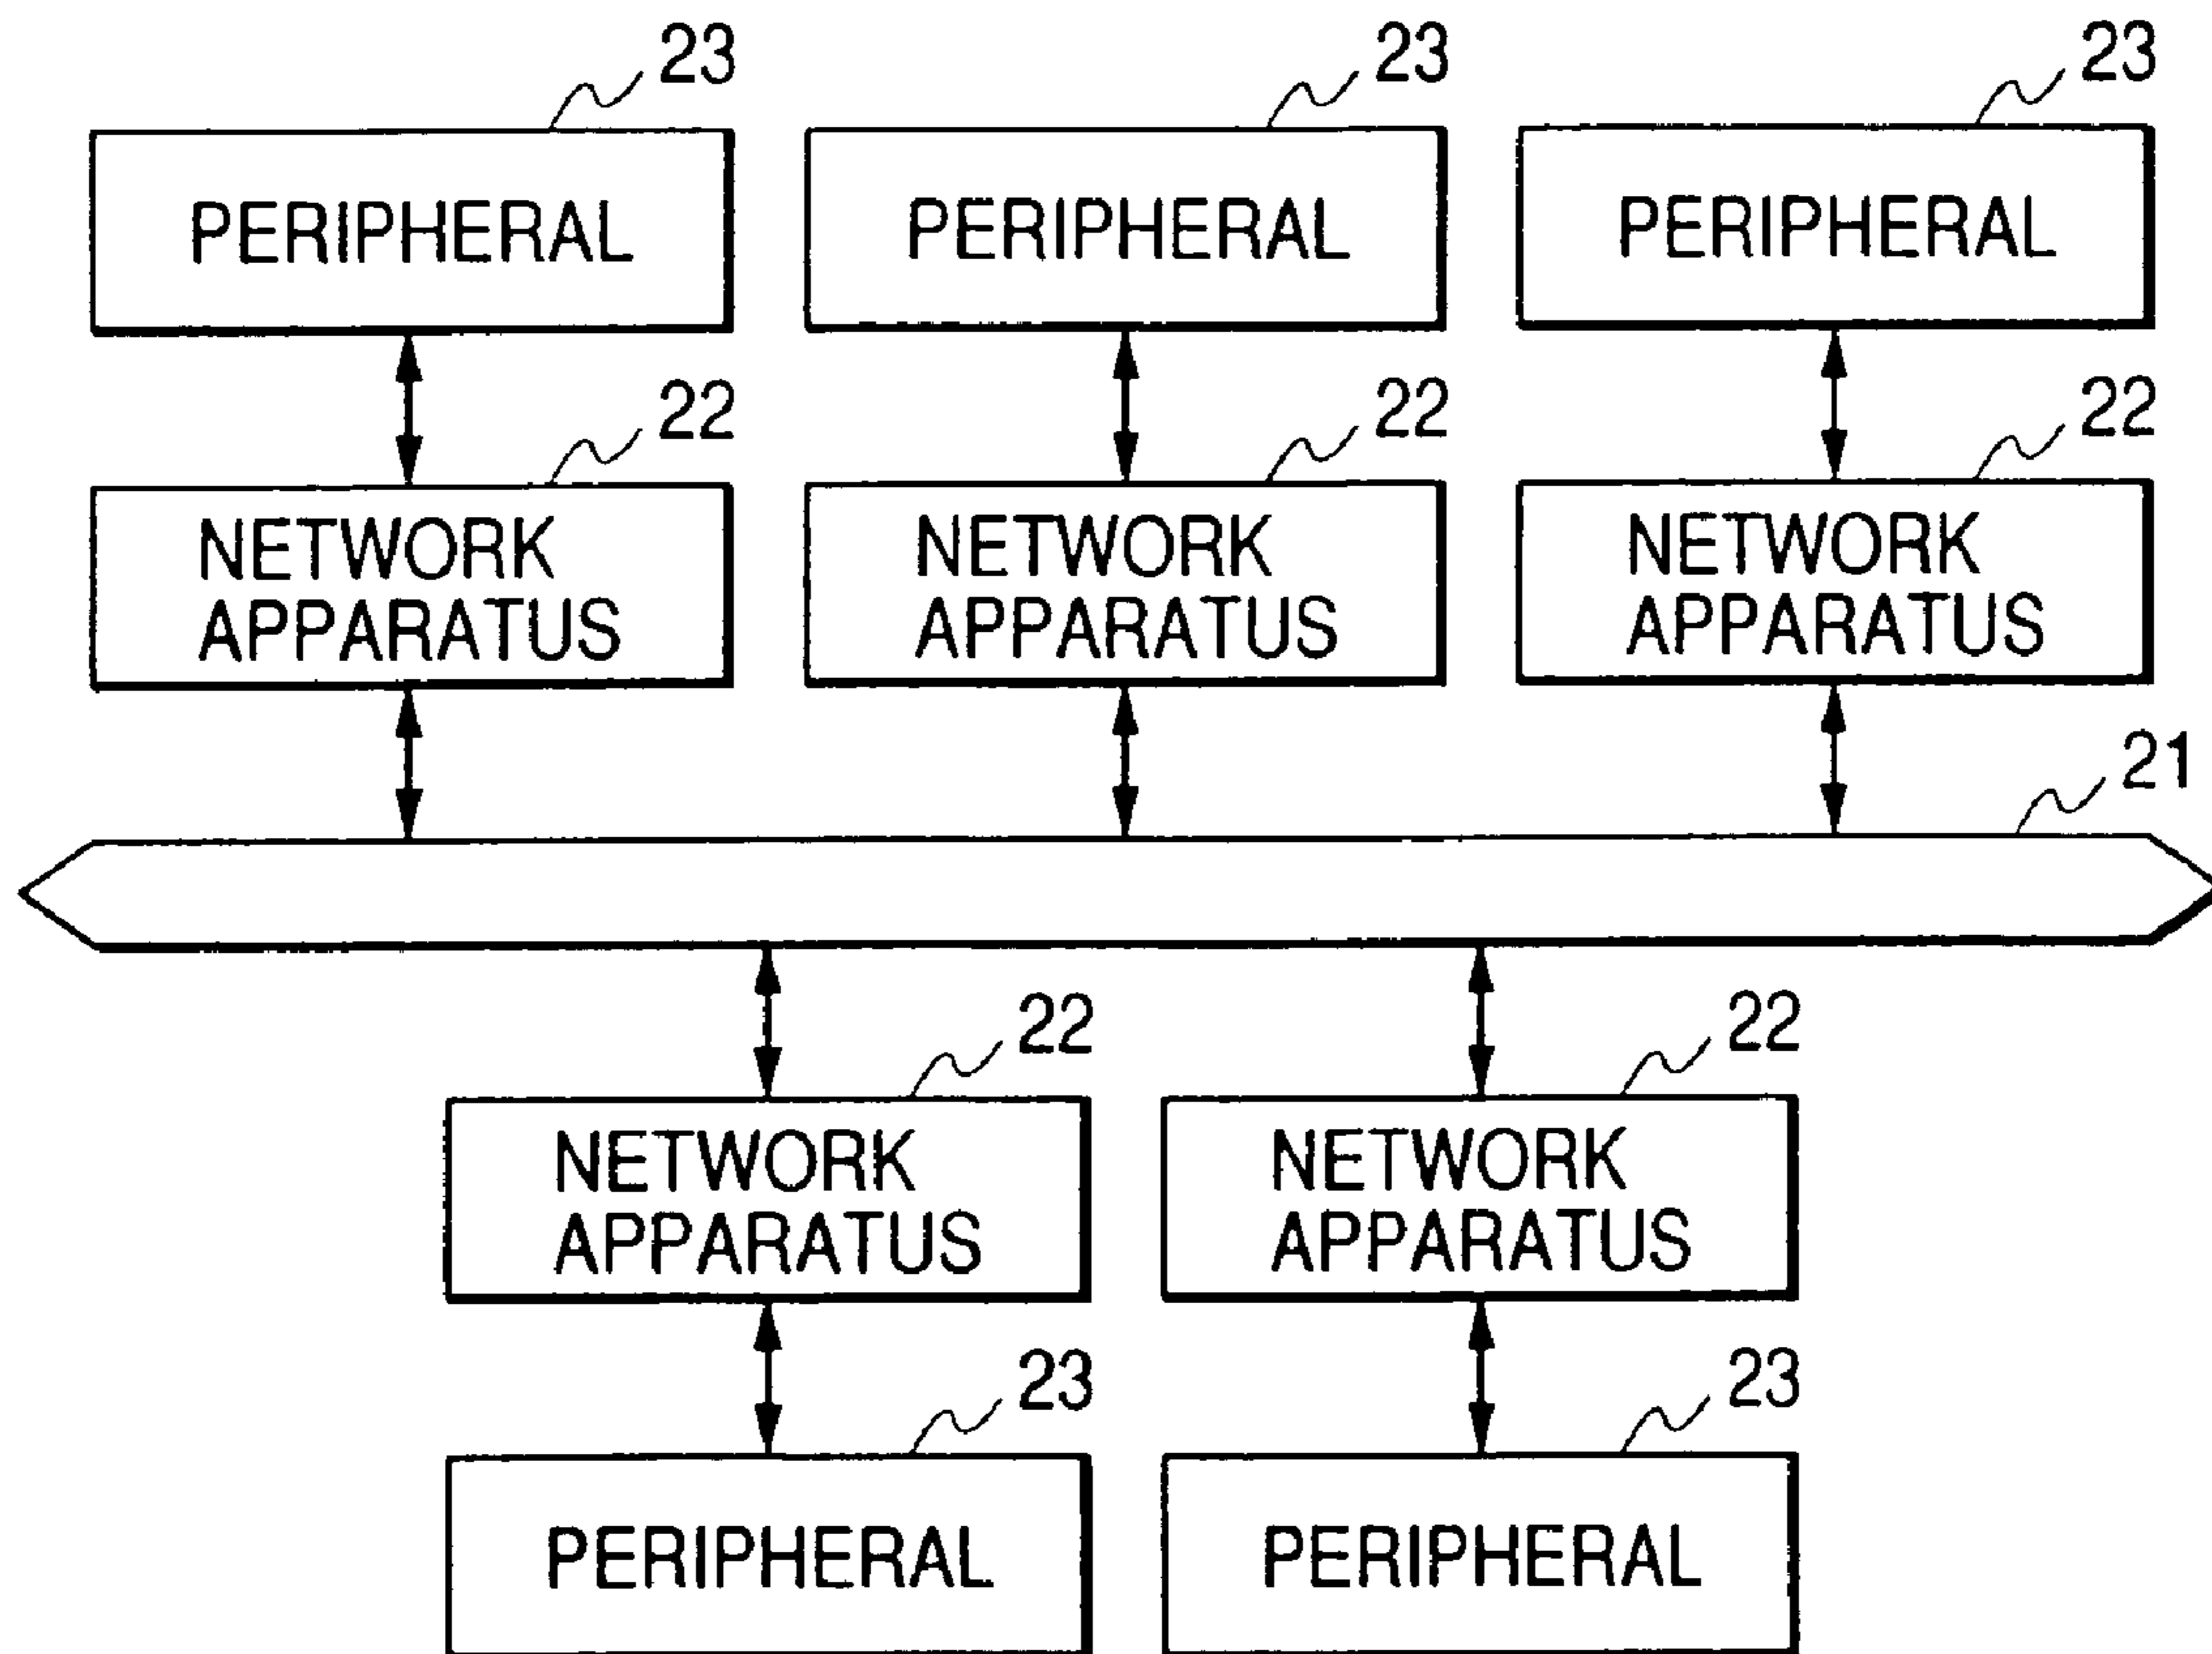 23 23 23
PERIPHERAL PERIPHERAL PERIPHERAL
22 22 22
NETWORK NETWORK NETWORK
APPARATUS APPARATUS APPARATUS
21
22 22
NETWORK NETWORK
APPARATUS APPARATUS
23 23
PERIPHERAL PERIPHERAL